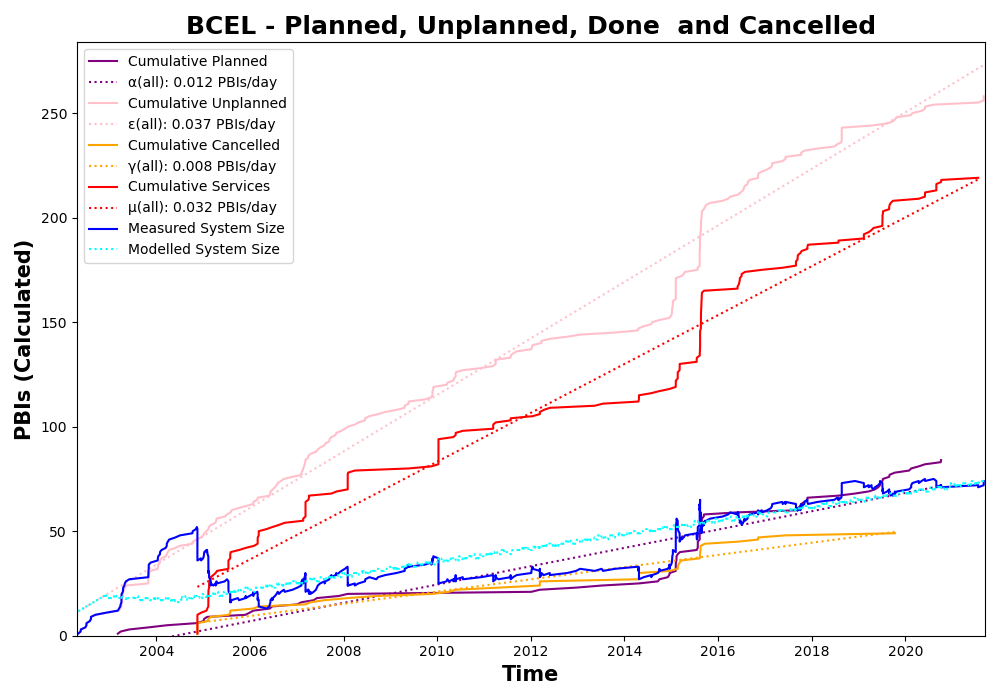 BCEL - Planned, Unplanned, Done  and Cancelled
Cumulative Planned
α(all): 0.012 PBIs/day
Cumulative Unplanned
ε(all): 0.037 PBIs/day
Cumulative Cancelled
γ(all): 0.008 PBIs/day
Cumulative Services
μ(all): 0.032 PBIs/day
Measured System Size
Modelled System Size
PBIs (Calculated)
250
200
150
100
50
0
2004 2006 2008 2010 2012 2014 2016 2018 2020
Time